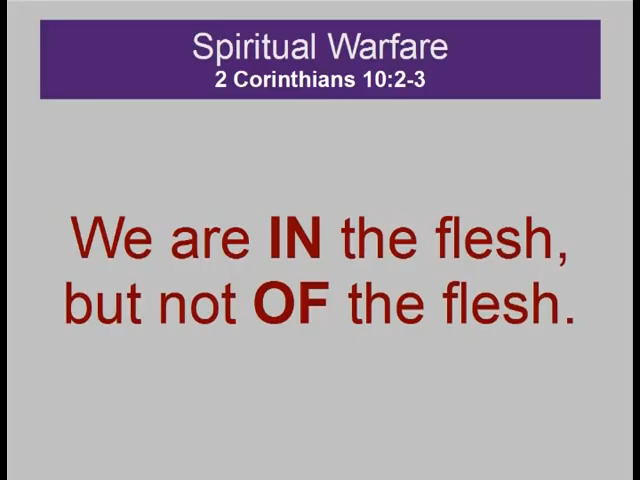 Spiritual Warfare
2 Corinthians 10:2-3
We are IN the flesh,
but not OF the flesh.